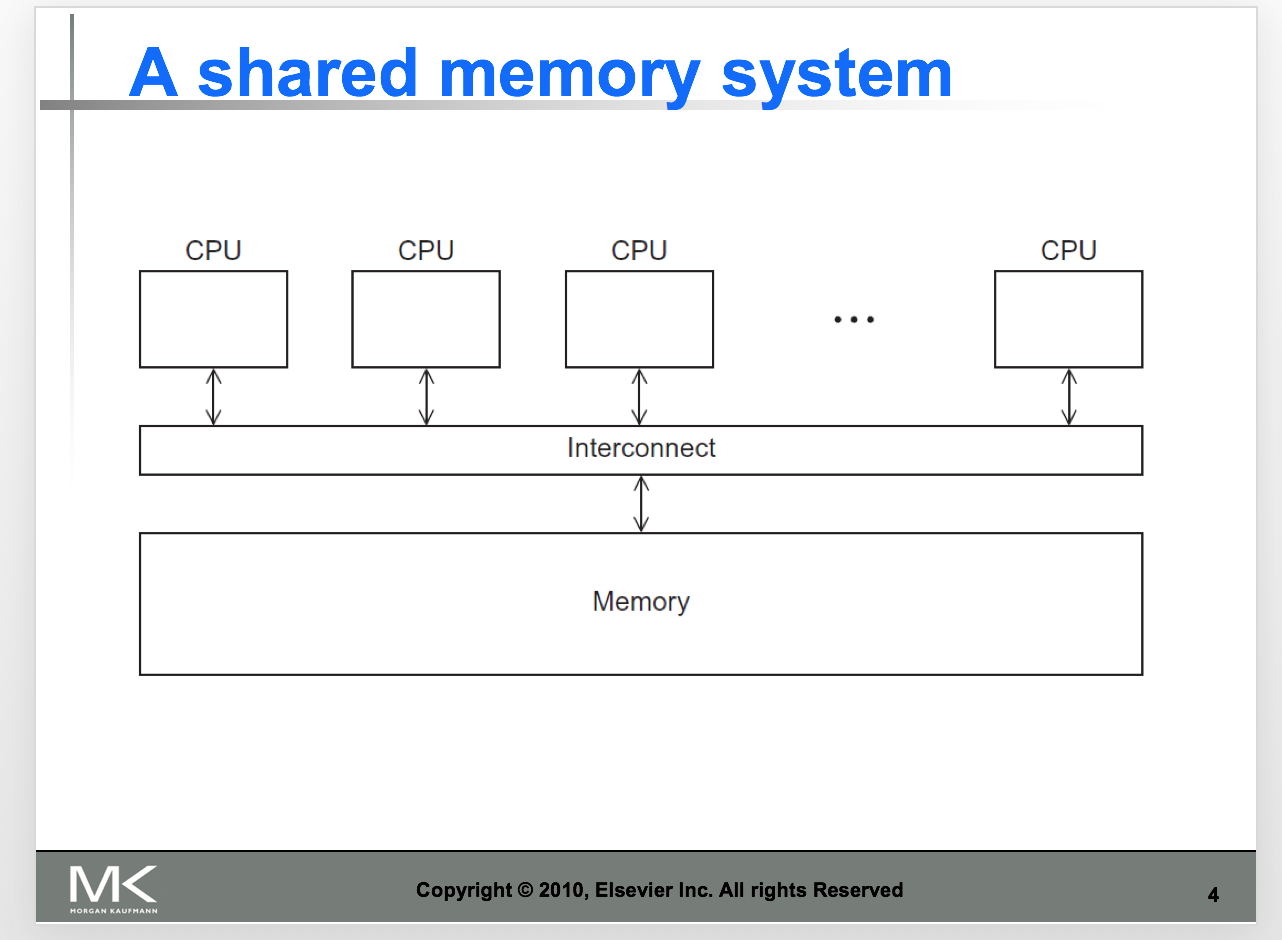 A shared memory system
CPU CPU CPU CPU
...
Interconnect
Memory
MK
MORGAN KAUFMANN
Copyright © 2010, Elsevier Inc. All rights Reserved
4